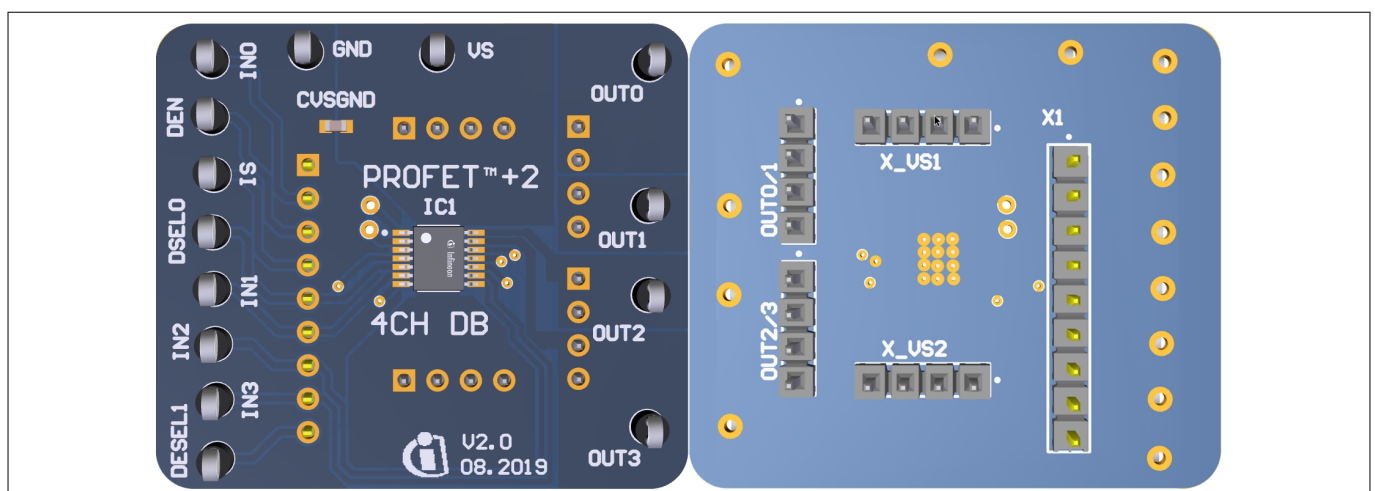 IN0
GND
VS
OUT0
DEN
CVSGND
IS
PROFET™+2
IC1
DSEL0
OUT1
infineon
IN1
4CH DB
OUT2
IN2
IN3
DESEL1
V2.0
08.2019
OUT3
X1
X_VS1
OUT0/1
OUT2/3
X_VS2